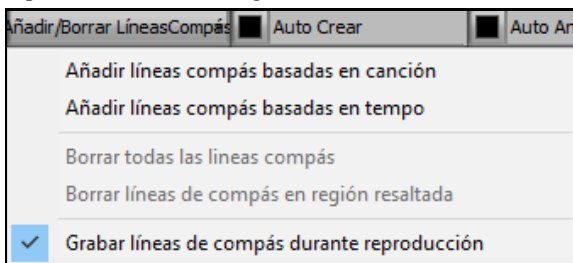 Añadir/Borrar LíneasCompás Auto Crear Auto An
Añadir líneas compás basadas en canción
Añadir líneas compás basadas en tempo
Borrar todas las lineas compás
Borrar líneas de compás en región resaltada
Grabar líneas de compás durante reproducción